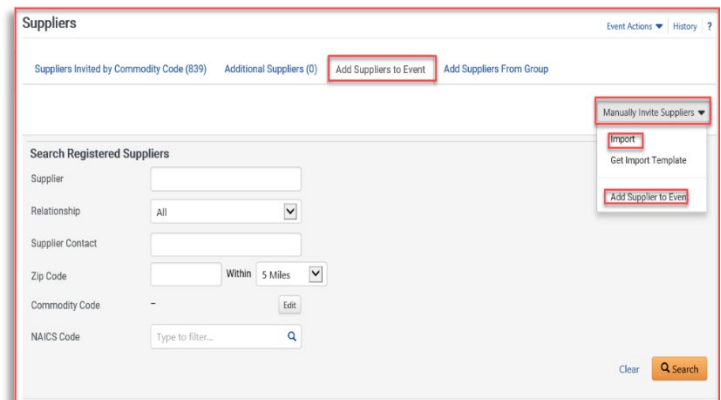 Suppliers
Event Actions History ?
Suppliers Invited by Commodity Code (839) Additional Suppliers (0) Add Suppliers to Event Add Suppliers From Group
Manually Invite Suppliers
Import
Get Import Template
Add Supplier to Event
Search Registered Suppliers
Supplier
Relationship All
Supplier Contact
Zip Code Within 5 Miles
Commodity Code – Edit
NAICS Code Type to filter...
Clear Search